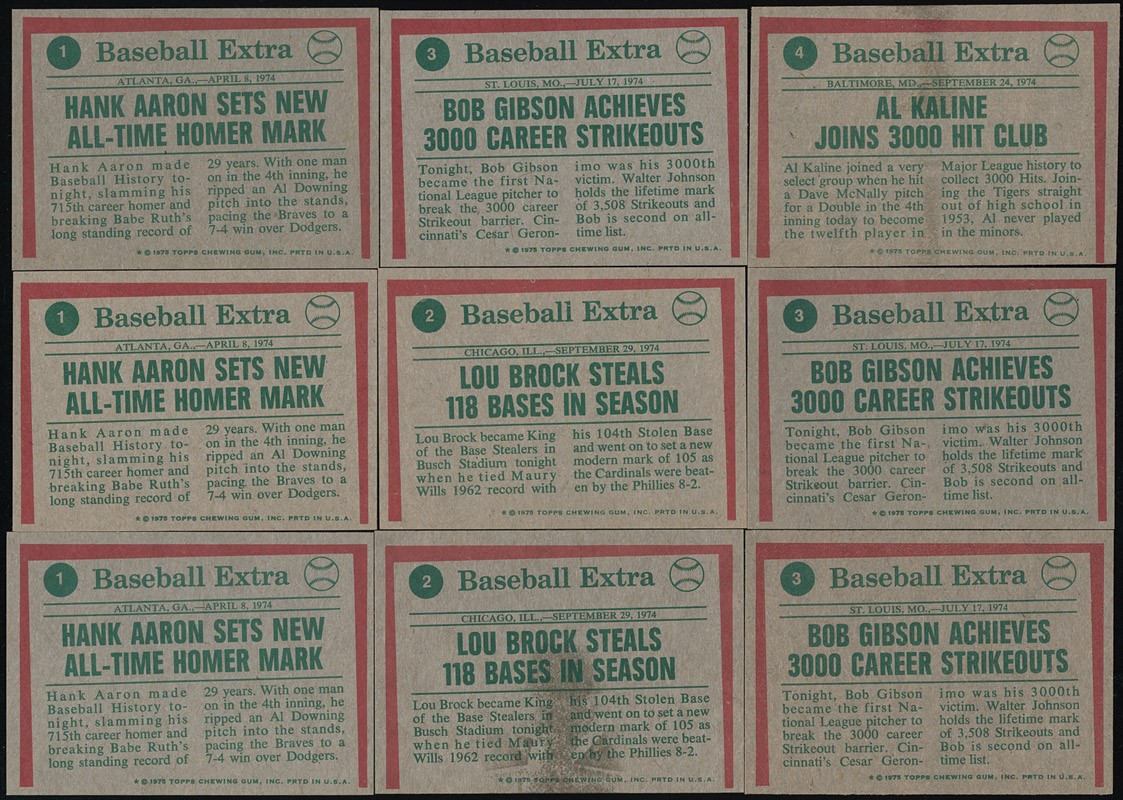 1
Baseball Extra
ATLANTA, GA.,—APRIL 8, 1974
HANK AARON SETS NEW
ALL-TIME HOMER MARK
Hank Aaron made
Baseball History to-
night, slamming his
715th career homer and
breaking Babe Ruth's
long standing record of
29 years. With one man
on in the 4th inning, he
ripped an Al Downing
pitch into the stands,
pacing the Braves to a
7-4 win over Dodgers.
* © 1975 TOPPS CHEWING GUM, INC. PRTD IN U.S.A.
3
Baseball Extra
ST. LOUIS, MO.,—JULY 17, 1974
BOB GIBSON ACHIEVES
3000 CAREER STRIKEOUTS
Tonight, Bob Gibson
became the first Na-
tional League pitcher to
break the 3000 career
Strikeout barrier. Cin-
cinnati's Cesar Geron-
imo was his 3000th
victim. Walter Johnson
holds the lifetime mark
of 3,508 Strikeouts and
Bob is second on all-
time list.
* © 1975 TOPPS CHEWING GUM, INC. PRTD IN U.S.A.
4
Baseball Extra
BALTIMORE, MD.,—SEPTEMBER 24, 1974
AL KALINE
JOINS 3000 HIT CLUB
Al Kaline joined a very
select group when he hit
a Dave McNally pitch
for a Double in the 4th
inning today to become
the twelfth player in
Major League history to
collect 3000 Hits. Join-
ing the Tigers straight
out of high school in
1953, Al never played
in the minors.
* © 1975 TOPPS CHEWING GUM, INC. PRTD IN U.S.A.
1
Baseball Extra
ATLANTA, GA.,—APRIL 8, 1974
HANK AARON SETS NEW
ALL-TIME HOMER MARK
Hank Aaron made
Baseball History to-
night, slamming his
715th career homer and
breaking Babe Ruth's
long standing record of
29 years. With one man
on in the 4th inning, he
ripped an Al Downing
pitch into the stands,
pacing the Braves to a
7-4 win over Dodgers.
* © 1975 TOPPS CHEWING GUM, INC. PRTD IN U.S.A.
2
Baseball Extra
CHICAGO, ILL.,—SEPTEMBER 29, 1974
LOU BROCK STEALS
118 BASES IN SEASON
Lou Brock became King
of the Base Stealers in
Busch Stadium tonight
when he tied Maury
Wills 1962 record with
his 104th Stolen Base
and went on to set a new
modern mark of 105 as
the Cardinals were beat-
en by the Phillies 8-2.
* © 1975 TOPPS CHEWING GUM, INC. PRTD IN U.S.A.
3
Baseball Extra
ST. LOUIS, MO.,—JULY 17, 1974
BOB GIBSON ACHIEVES
3000 CAREER STRIKEOUTS
Tonight, Bob Gibson
became the first Na-
tional League pitcher to
break the 3000 career
Strikeout barrier. Cin-
cinnati's Cesar Geron-
imo was his 3000th
victim. Walter Johnson
holds the lifetime mark
of 3,508 Strikeouts and
Bob is second on all-
time list.
* © 1975 TOPPS CHEWING GUM, INC. PRTD IN U.S.A.
1
Baseball Extra
ATLANTA, GA.,—APRIL 8, 1974
HANK AARON SETS NEW
ALL-TIME HOMER MARK
Hank Aaron made
Baseball History to-
night, slamming his
715th career homer and
breaking Babe Ruth's
long standing record of
29 years. With one man
on in the 4th inning, he
ripped an Al Downing
pitch into the stands,
pacing the Braves to a
7-4 win over Dodgers.
* © 1975 TOPPS CHEWING GUM, INC. PRTD IN U.S.A.
2
Baseball Extra
CHICAGO, ILL.,—SEPTEMBER 29, 1974
LOU BROCK STEALS
118 BASES IN SEASON
Lou Brock became King
of the Base Stealers in
Busch Stadium tonight
when he tied Maury
Wills 1962 record with
his 104th Stolen Base
and went on to set a new
modern mark of 105 as
the Cardinals were beat-
en by the Phillies 8-2.
* © 1975 TOPPS CHEWING GUM, INC. PRTD IN U.S.A.
3
Baseball Extra
ST. LOUIS, MO.,—JULY 17, 1974
BOB GIBSON ACHIEVES
3000 CAREER STRIKEOUTS
Tonight, Bob Gibson
became the first Na-
tional League pitcher to
break the 3000 career
Strikeout barrier. Cin-
cinnati's Cesar Geron-
imo was his 3000th
victim. Walter Johnson
holds the lifetime mark
of 3,508 Strikeouts and
Bob is second on all-
time list.
* © 1975 TOPPS CHEWING GUM, INC. PRTD IN U.S.A.